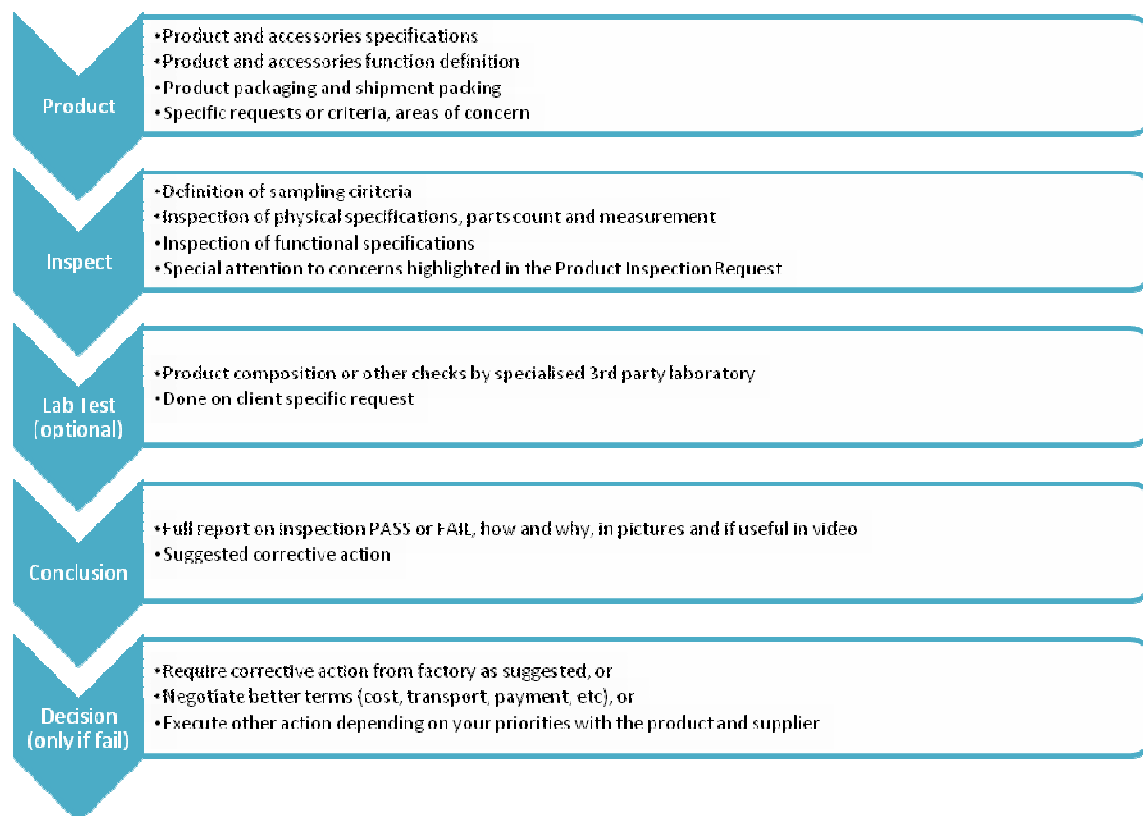 Product
•Product and accessories specifications
•Product and accessories function definition
•Product packaging and shipment packing
•Specific requests or criteria, areas of concern
Inspect
•Definition of sampling ciriteria
•Inspection of physical specifications, parts count and measurement
•Inspection of functional specifications
•Special attention to concerns highlighted in the Product Inspection Request
Lab Test
(optional)
•Product composition or other checks by specialised 3rd party laboratory
•Done on client specific request
Conclusion
•Full report on inspection PASS or FAIL, how and why, in pictures and if useful in video
•Suggested corrective action
Decision
(only if fail)
•Require corrective action from factory as suggested, or
•Negotiate better terms (cost, transport, payment, etc), or
•Execute other action depending on your priorities with the product and supplier